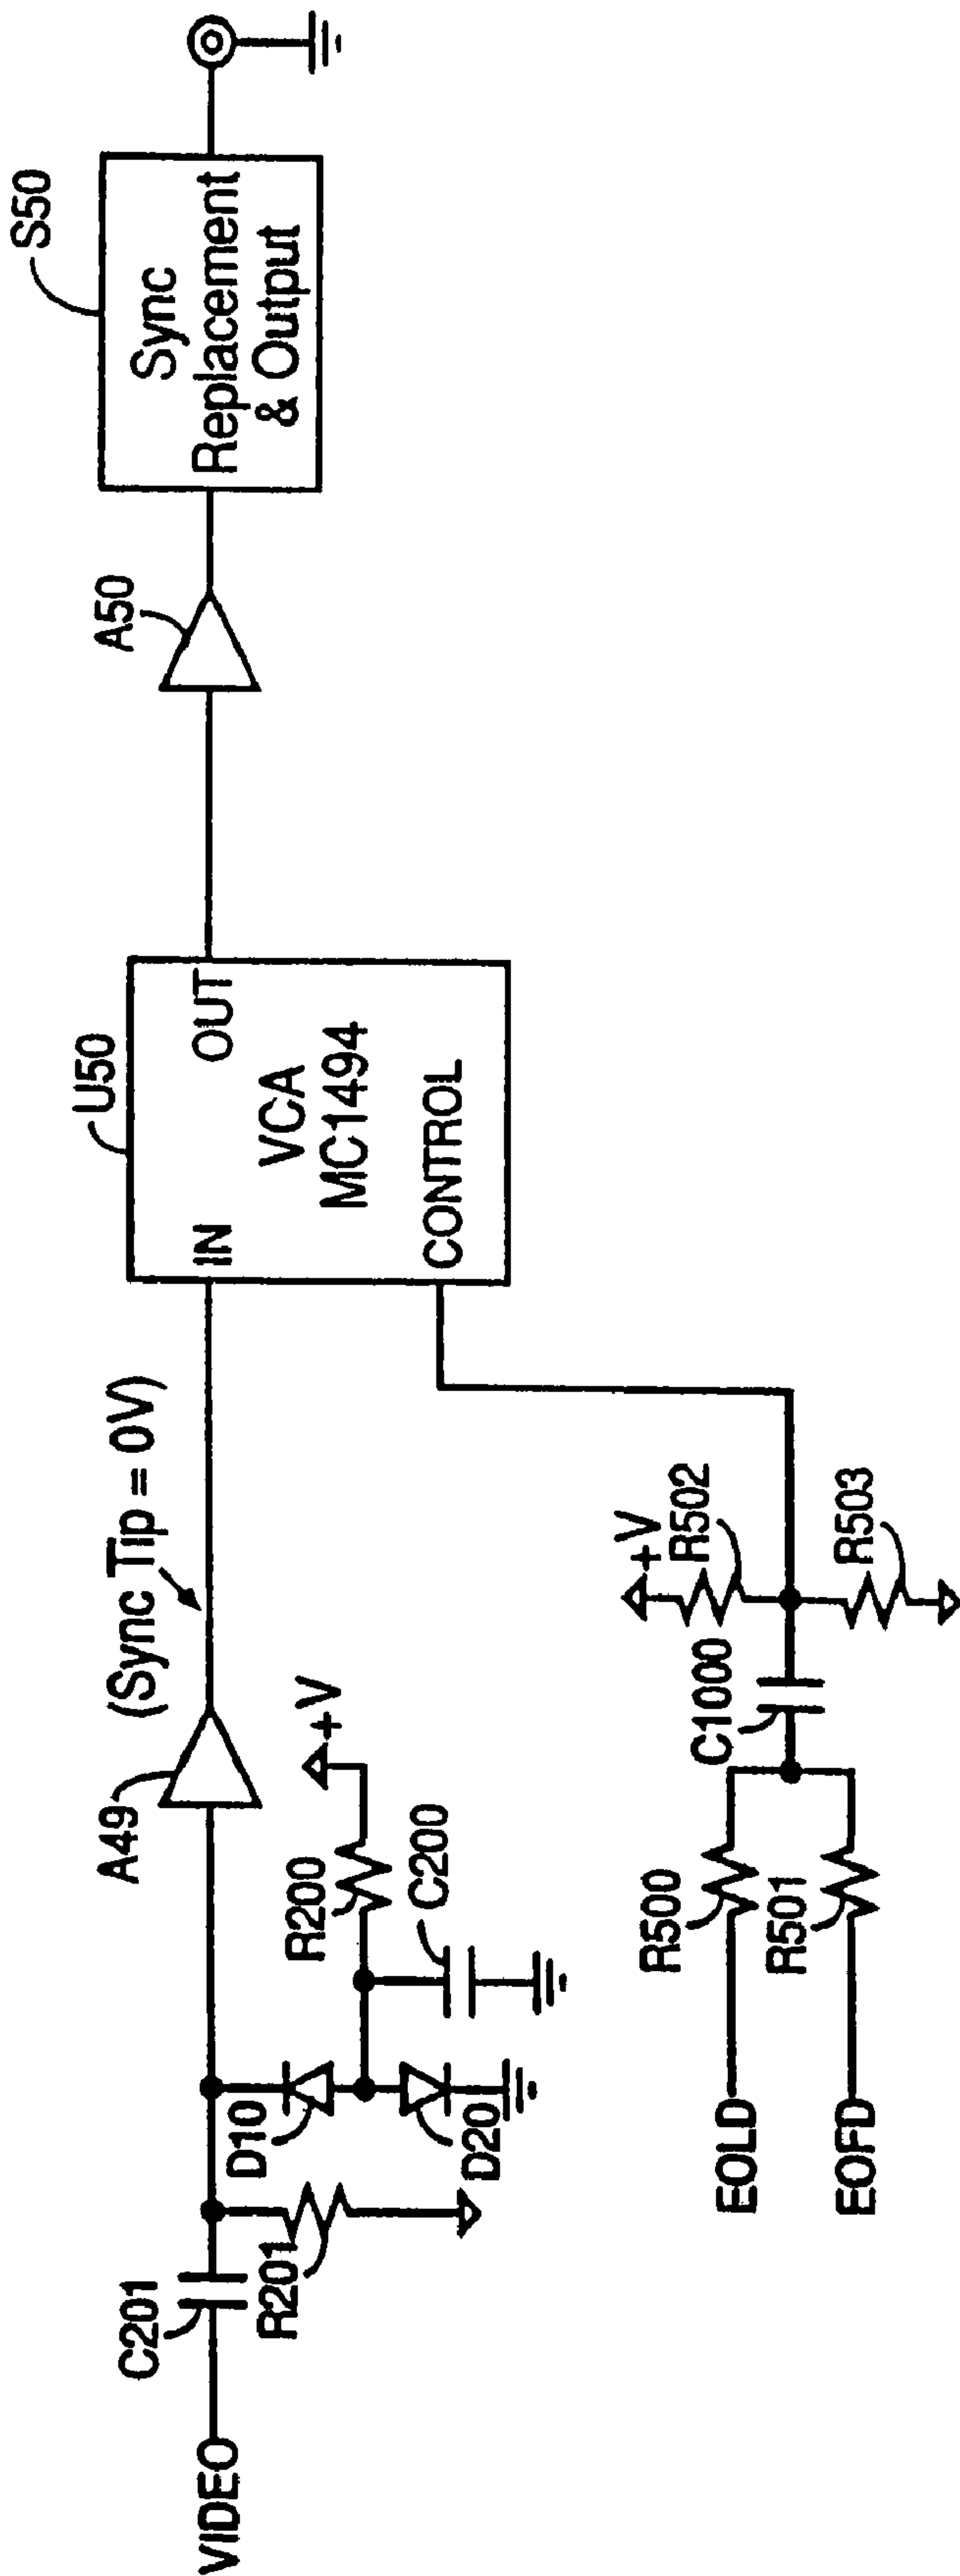 VIDEO
C201
R201
D10
D20
R200
+V
C200
A49
(Sync Tip = 0V)
U50
IN
OUT
VCA
MC1494
CONTROL
A50
S50
Sync
Replacement
& Output
EOLD
EOFD
R500
R501
C1000
+V
R502
R503